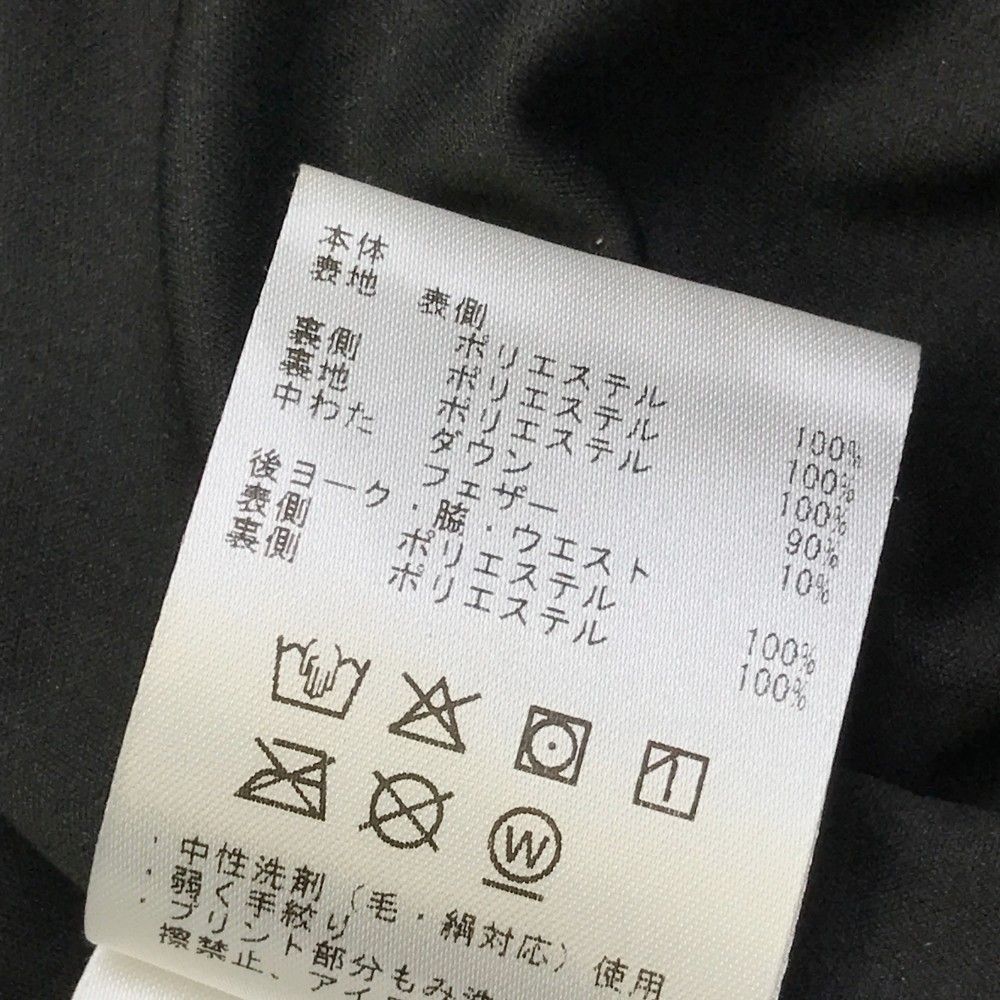 本体
表地 表側
ポリエステル 100%
裏側 ポリエステル 100%
裏地 ポリエステル 100%
中わた ダウン 90%
フェザー 10%
後ヨーク・脇・ウエスト
表側 ポリエステル 100%
裏側 ポリエステル 100%
W
・中性洗剤(毛・絹対応)使用
・弱く手絞り
・プリント部分もみ洗
擦禁止、アイ